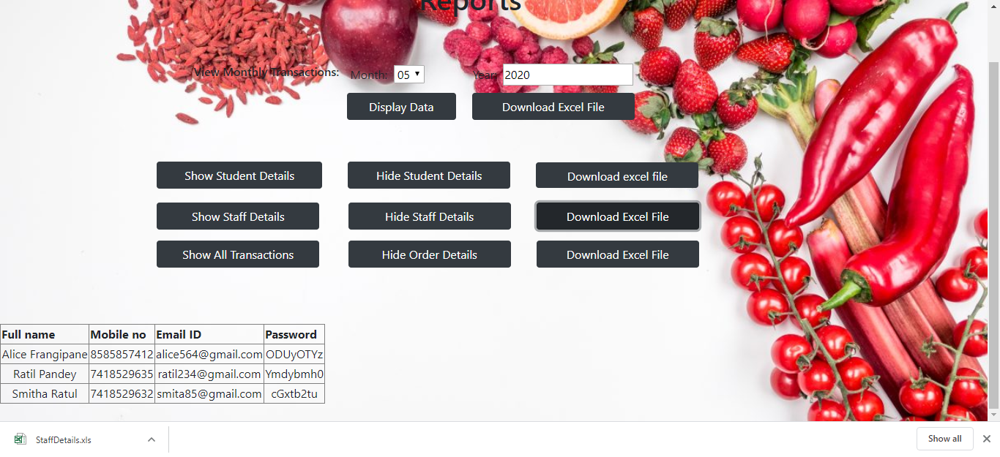 Reports
View Monthly Transactions: Month: 05 Year: 2020
Display Data Download Excel File
Show Student Details Hide Student Details Download excel file
Show Staff Details Hide Staff Details Download Excel File
Show All Transactions Hide Order Details Download Excel File
Full name Mobile no Email ID Password
Alice Frangipane 8585857412 alice564@gmail.com ODUyOTYz
Ratil Pandey 7418529635 ratil234@gmail.com Ymdybmh0
Smitha Ratul 7418529632 smita85@gmail.com cGxtb2tu
StaffDetails.xls Show all